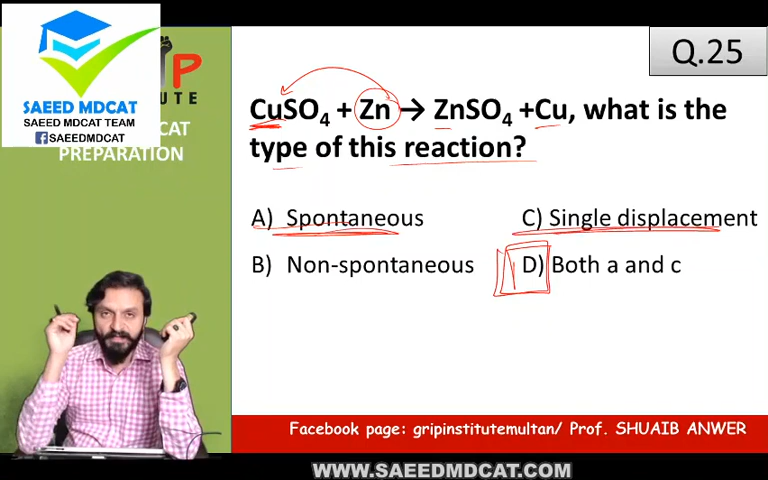 P
SAEED MDCAT
SAEED MDCAT TEAM
SAEEDMDCAT
UTE
CAT
PREPARATION
Q.25
CuSO₄ + Zn → ZnSO₄ +Cu, what is the
type of this reaction?
A) Spontaneous
C) Single displacement
B) Non-spontaneous
D) Both a and c
Facebook page: gripinstitutemultan/ Prof. SHUAIB ANWER
WWW.SAEEDMDCAT.COM